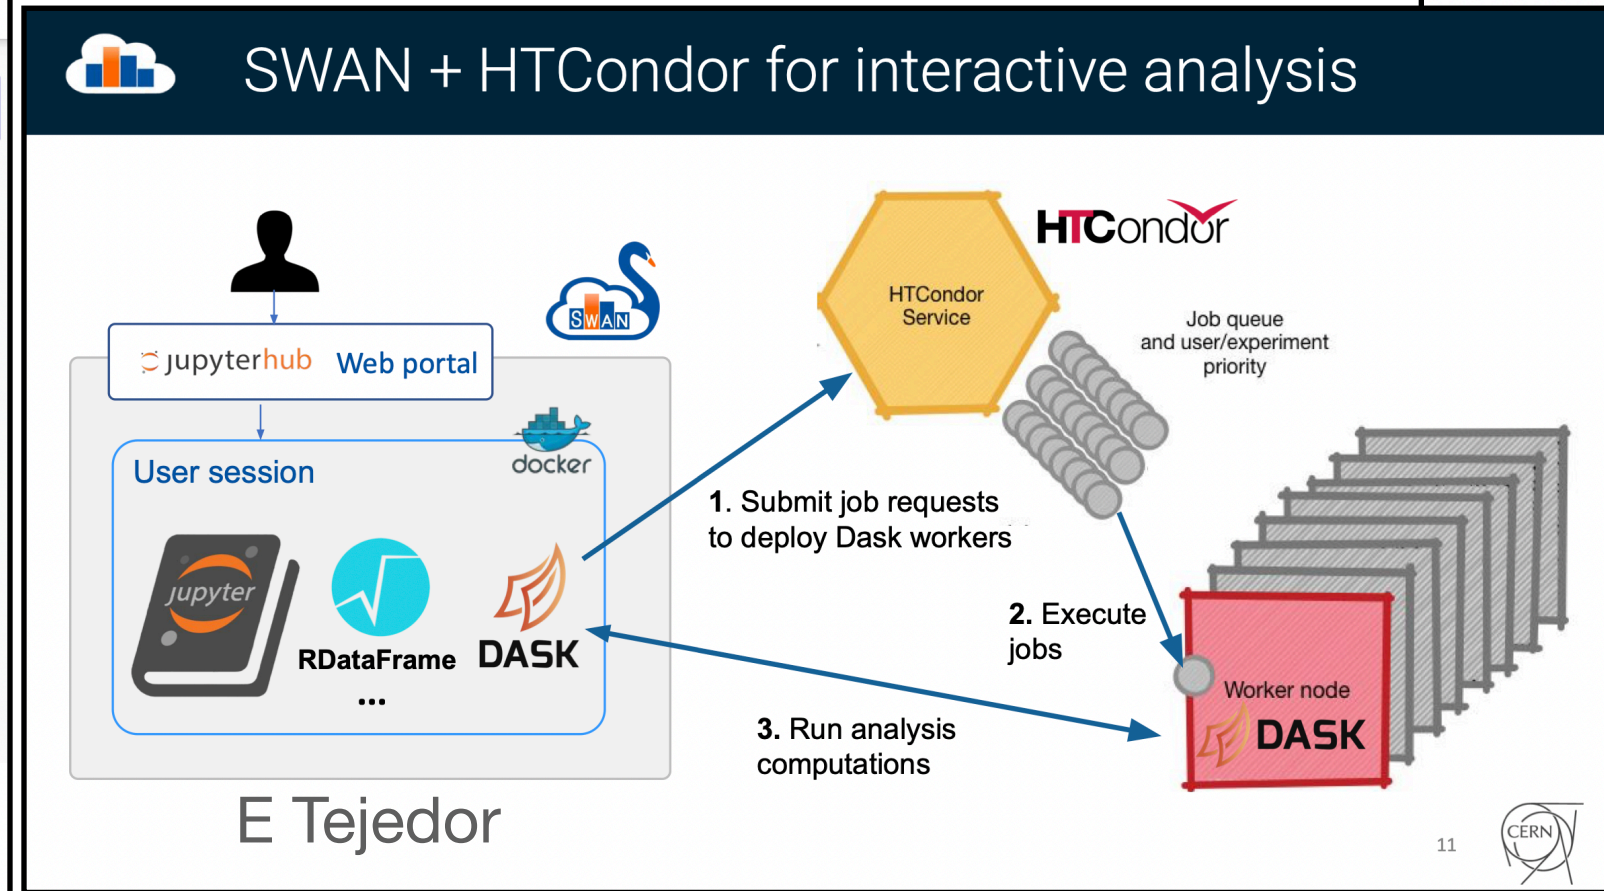 SWAN + HTCondor for interactive analysis
HTCondor
SWAN
HTCondor
Service
Job queue
and user/experiment
priority
jupyterhub Web portal
docker
User session
1. Submit job requests
to deploy Dask workers
jupyter
RDataFrame
...
DASK
2. Execute
jobs
Worker node
DASK
3. Run analysis
computations
E Tejedor
11
CERN